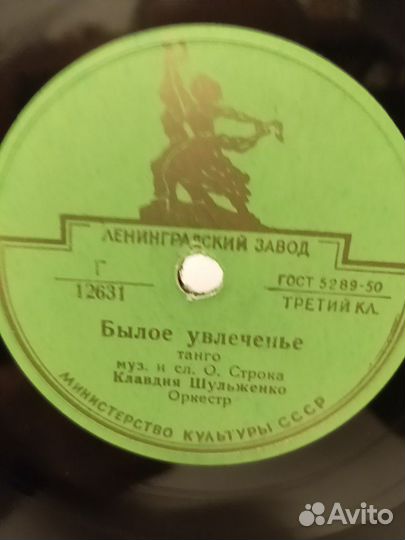 ЛЕНИНГРАДСКИЙ ЗАВОД
Г
12631
ГОСТ 5289-50
ТРЕТИЙ КЛ.
Былое увлеченье
танго
муз. и сл. О. Строка
Клавдия Шульженко
Оркестр
МИНИСТЕРСТВО КУЛЬТУРЫ СССР
Avito